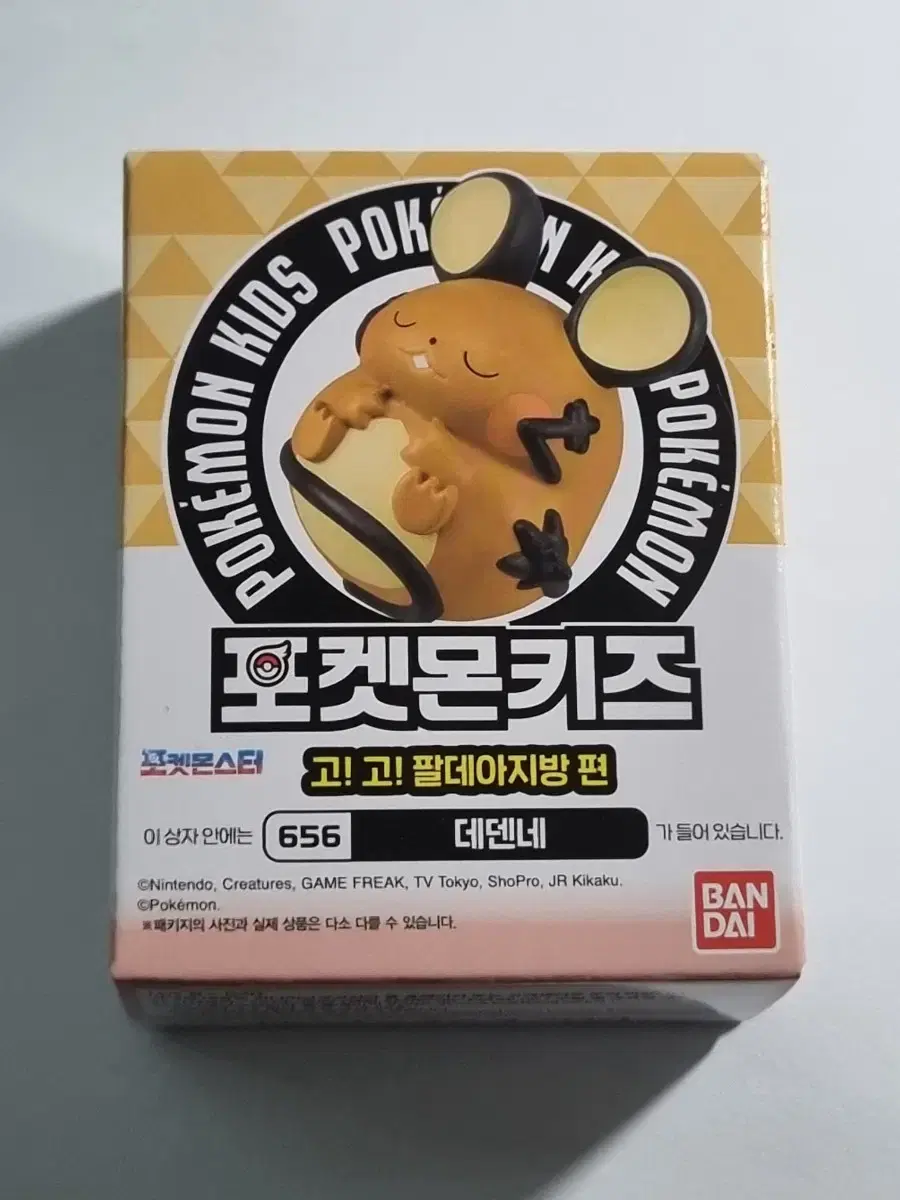 POKÉMON KIDS POKÉMON K POKÉMON
포켓몬키즈
포켓몬스터
고! 고! 팔데아지방 편
이 상자 안에는 656 데덴네 가 들어 있습니다.
©Nintendo, Creatures, GAME FREAK, TV Tokyo, ShoPro, JR Kikaku.
©Pokémon.
※패키지의 사진과 실제 상품은 다소 다를 수 있습니다.
BAN
DAI